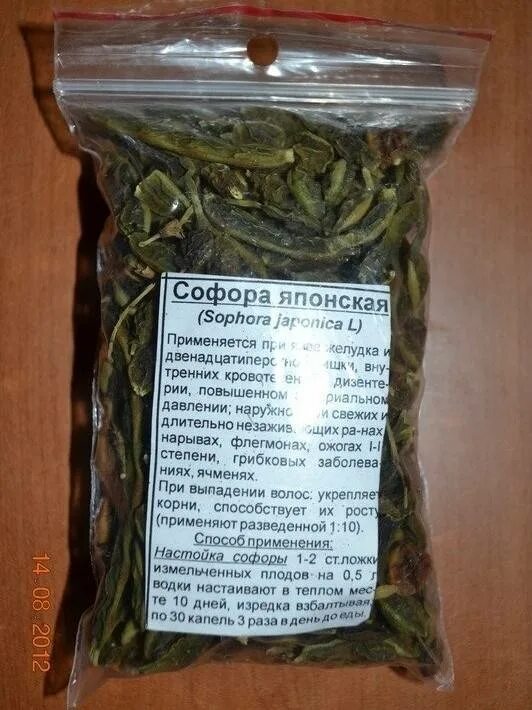 Софора японская
(Sophora japonica L)
Применяется при желудка и
двенадцатиперстной кишки, вну-
тренних кровотечениях, дизенте-
рии, повышенном артериальном
давлении; наружно при свежих и
длительно незаживающих ранах,
нарывах, флегмонах, ожогах I-I
степени, грибковых заболева-
ниях, ячменях.
При выпадении волос: укрепляет
корни, способствует их росту
(применяют разведенной 1:10).
Способ применения:
Настойка софоры 1-2 ст.ложки
измельченных плодов на 0,5 л
водки настаивают в теплом мес-
те 10 дней, изредка взбалтывая,
по 30 капель 3 раза в день до еды.
14 08 2012